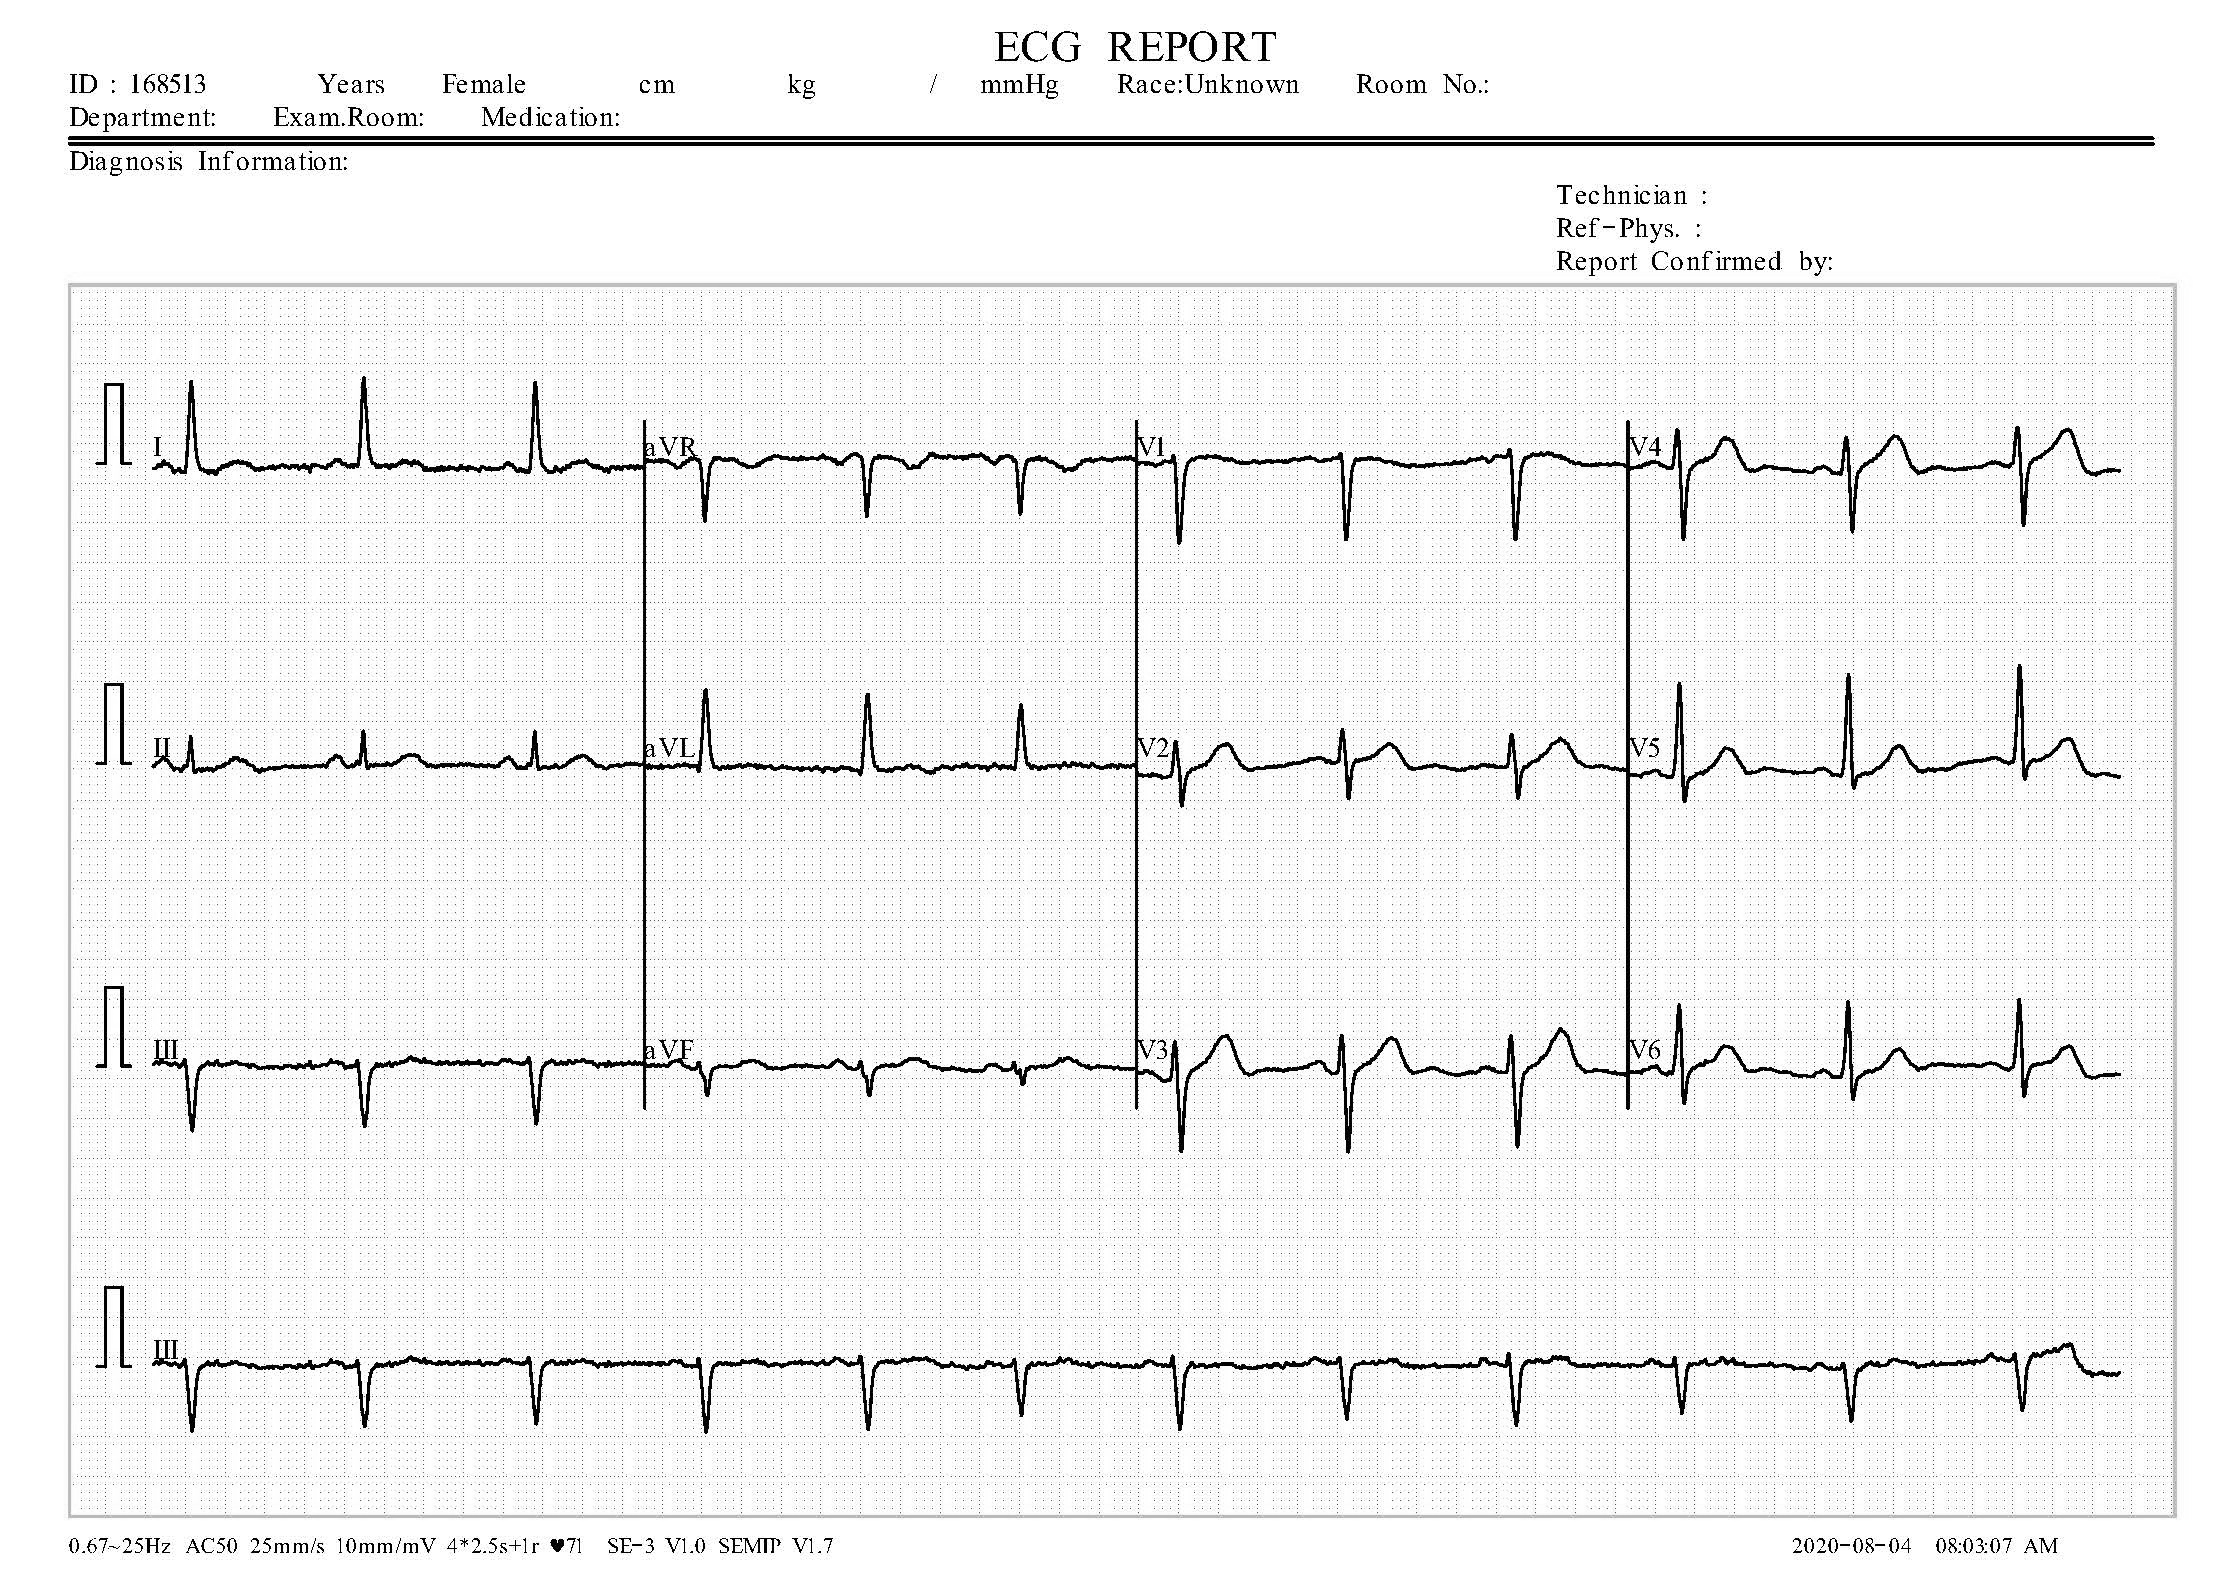 ECG REPORT
ID : 168513 Years Female cm kg / mmHg Race:Unknown Room No.:
Department: Exam.Room: Medication:
Diagnosis Information:
Technician :
Ref-Phys. :
Report Confirmed by:
I aVR V1 V4
II aVL V2 V5
III aVF V3 V6
III
0.67~25Hz AC50 25mm/s 10mm/mV 4*2.5s+1r ♥71 SE-3 V1.0 SEMIP V1.7
2020-08-04 08:03:07 AM